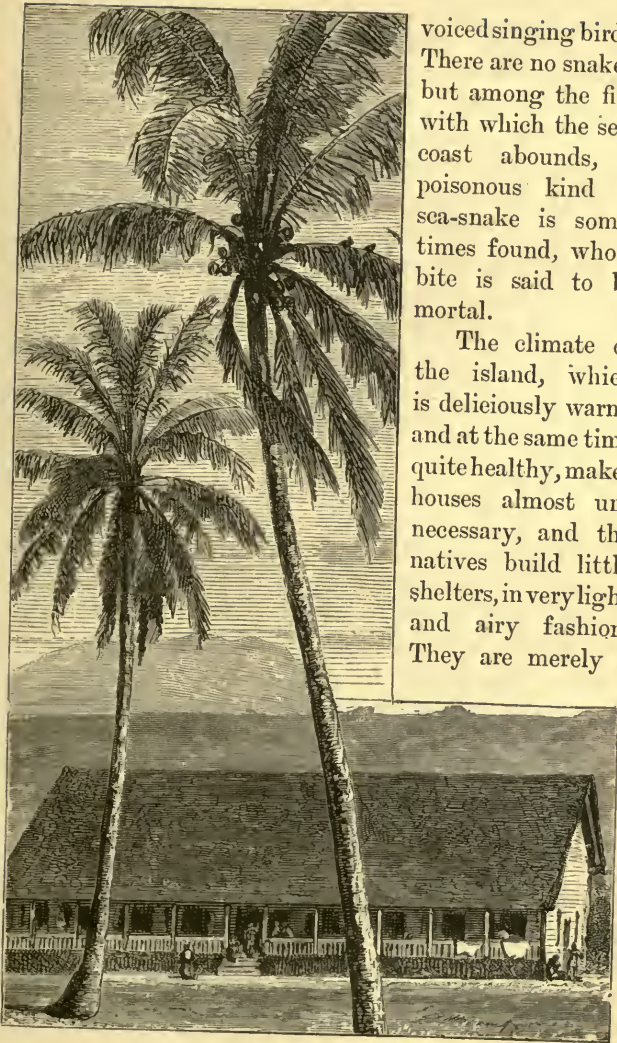 voiced singing bird
There are no snake
but among the fi
with which the se
coast abounds,
poisonous kind
sea-snake is som
times found, who
bite is said to b
mortal.
The climate o
the island, whic
is delieiously warn
and at the same tim
quite healthy, make
houses almost un
necessary, and th
natives build littl
shelters, in very ligh
and airy fashion
They are merely